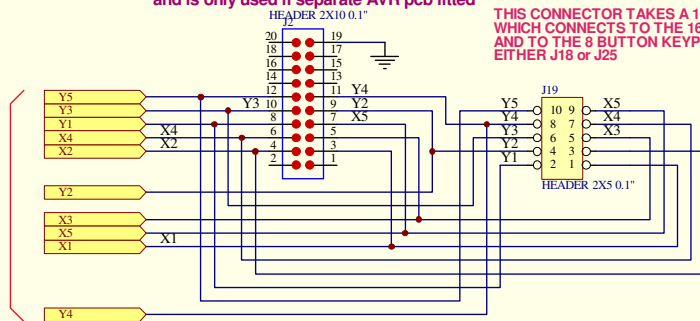 and is only used if separate AVR pcb fitted
HEADER 2X10 0.1"
J2
THIS CONNECTOR TAKES A 1
WHICH CONNECTS TO THE 16
AND TO THE 8 BUTTON KEYP
EITHER J18 or J25
20 19
18 17
16 15
14 13
12 11 Y4
Y3 10 9 Y2
8 7 X5
X4 6 5
X2 4 3
2 1
Y5
Y3
Y1
X4
X2
Y2
X3
X5
X1 X1
Y4
J19
Y5 10 9 X5
Y4 8 7 X4
Y3 6 5 X3
Y2 4 3
Y1 2 1
HEADER 2X5 0.1"